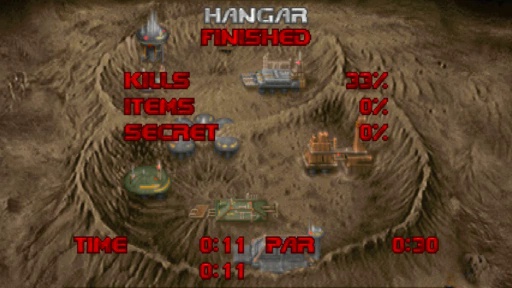 HANGAR
FINISHED
KILLS 33%
ITEMS 0%
SECRET 0%
TIME 0:11 PAR 0:30
0:11